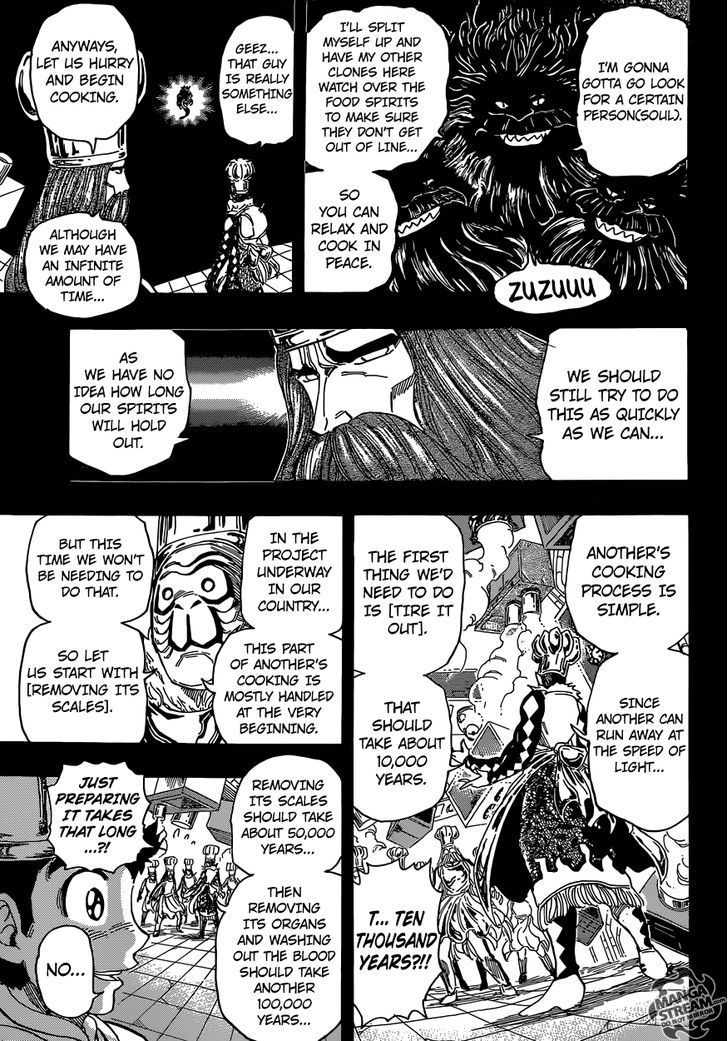 I'M GONNA
GOTTA GO LOOK
FOR A CERTAIN
PERSON(SOUL).
I'LL SPLIT
MYSELF UP AND
HAVE MY OTHER
CLONES HERE
WATCH OVER THE
FOOD SPIRITS
TO MAKE SURE
THEY DON'T GET
OUT OF LINE...
SO
YOU CAN
RELAX AND
COOK IN
PEACE.
ZUZUUU
GEEZ...
THAT GUY
IS REALLY
SOMETHING
ELSE...
ANYWAYS,
LET US HURRY
AND BEGIN
COOKING.
ALTHOUGH
WE MAY HAVE
AN INFINITE
AMOUNT OF
TIME...
WE SHOULD
STILL TRY TO DO
THIS AS QUICKLY
AS WE CAN...
AS
WE HAVE NO
IDEA HOW LONG
OUR SPIRITS
WILL HOLD
OUT.
ANOTHER'S
COOKING
PROCESS IS
SIMPLE.
THE FIRST
THING WE'D
NEED TO DO
IS [TIRE IT
OUT].
SINCE
ANOTHER CAN
RUN AWAY AT
THE SPEED OF
LIGHT...
THAT
SHOULD
TAKE ABOUT
10,000
YEARS.
T... TEN
THOUSAND
YEARS?!!
IN THE
PROJECT
UNDERWAY
IN OUR
COUNTRY...
THIS PART
OF ANOTHER'S
COOKING IS
MOSTLY HANDLED
AT THE VERY
BEGINNING.
BUT THIS
TIME WE WON'T
BE NEEDING TO
DO THAT.
SO LET
US START WITH
[REMOVING ITS
SCALES].
REMOVING
ITS SCALES
SHOULD TAKE
ABOUT 50,000
YEARS...
THEN
REMOVING
ITS ORGANS
AND WASHING
OUT THE BLOOD
SHOULD TAKE
ANOTHER
100,000
YEARS...
JUST
PREPARING
IT TAKES
THAT LONG
...?!
NO...
MANGA
STREAM.COM
DO NOT MIRROR